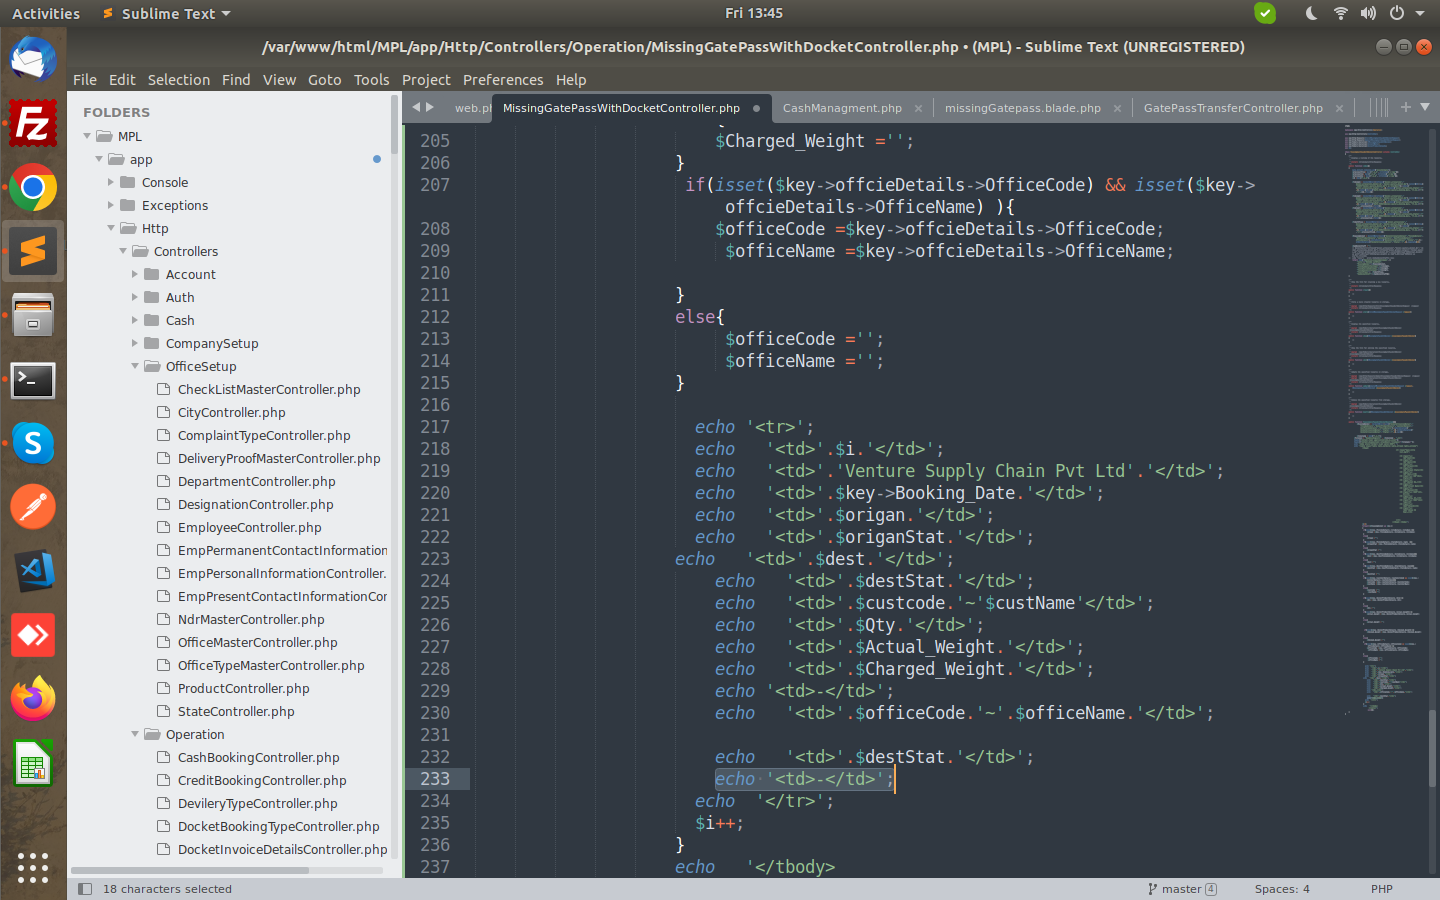 Activities
Sublime Text
Fri 13:45
/var/www/html/MPL/app/Http/Controllers/Operation/MissingGatePassWithDocketController.php • (MPL) - Sublime Text (UNREGISTERED)
File Edit Selection Find View Goto Tools Project Preferences Help
FOLDERS
MPL
app
Console
Exceptions
Http
Controllers
Account
Auth
Cash
CompanySetup
OfficeSetup
CheckListMasterController.php
CityController.php
ComplaintTypeController.php
DeliveryProofMasterController.php
DepartmentController.php
DesignationController.php
EmployeeController.php
EmpPermanentContactInformation
EmpPersonalInformationController.
EmpPresentContactInformationCor
NdrMasterController.php
OfficeMasterController.php
OfficeTypeMasterController.php
ProductController.php
StateController.php
Operation
CashBookingController.php
CreditBookingController.php
DevileryTypeController.php
DocketBookingTypeController.php
DocketInvoiceDetailsController.php
web.ph
MissingGatePassWithDocketController.php
CashManagment.php
missingGatepass.blade.php
GatePassTransferController.php
205 $Charged_Weight ='';
206 }
207 if(isset($key->offcieDetails->OfficeCode) && isset($key->
offcieDetails->OfficeName) ){
208 $officeCode =$key->offcieDetails->OfficeCode;
209 $officeName =$key->offcieDetails->OfficeName;
210
211 }
212 else{
213 $officeCode ='';
214 $officeName ='';
215 }
216
217 echo '<tr>';
218 echo '<td>'.$i.'</td>';
219 echo '<td>'.'Venture Supply Chain Pvt Ltd'.'</td>';
220 echo '<td>'.$key->Booking_Date.'</td>';
221 echo '<td>'.$origan.'</td>';
222 echo '<td>'.$origanStat.'</td>';
223 echo '<td>'.$dest.'</td>';
224 echo '<td>'.$destStat.'</td>';
225 echo '<td>'.$custcode.'~'$custName'</td>';
226 echo '<td>'.$Qty.'</td>';
227 echo '<td>'.$Actual_Weight.'</td>';
228 echo '<td>'.$Charged_Weight.'</td>';
229 echo '<td>-</td>';
230 echo '<td>'.$officeCode.'~'.$officeName.'</td>';
231
232 echo '<td>'.$destStat.'</td>';
233 echo '<td>-</td>';
234 echo '</tr>';
235 $i++;
236 }
237 echo '</tbody>
18 characters selected
master 4
Spaces: 4
PHP